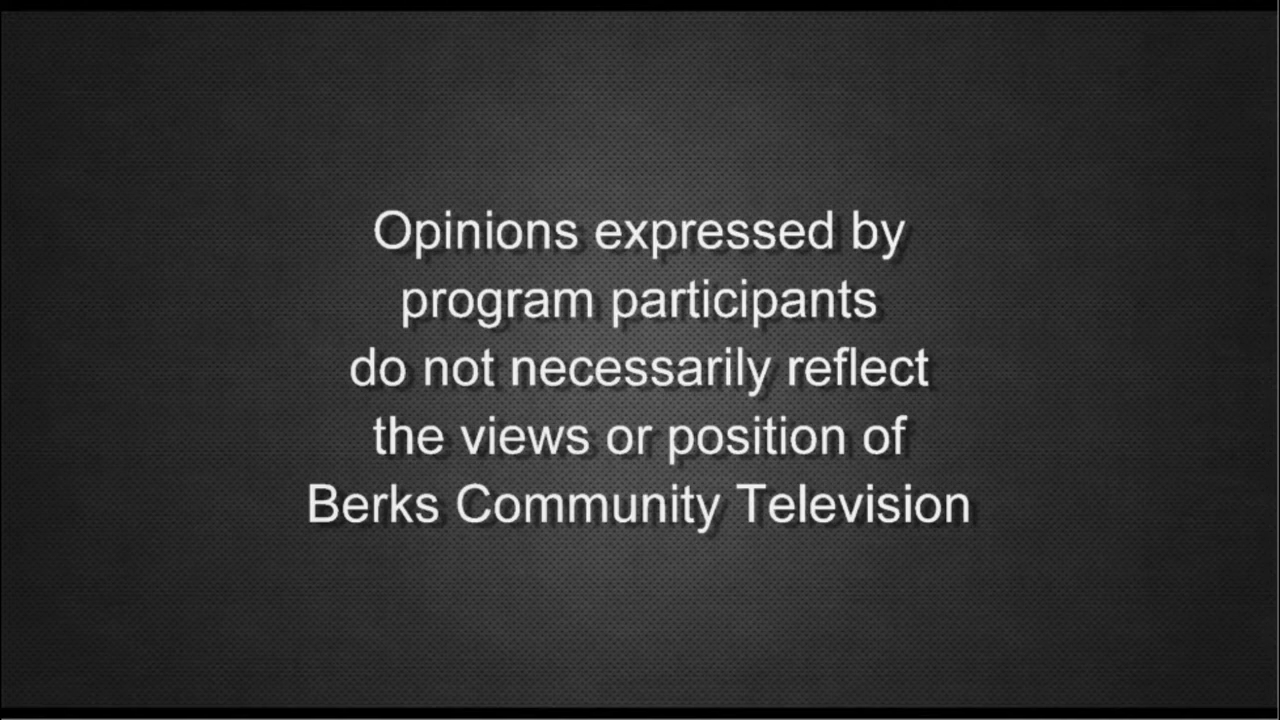 Opinions expressed by
program participants
do not necessarily reflect
the views or position of
Berks Community Television